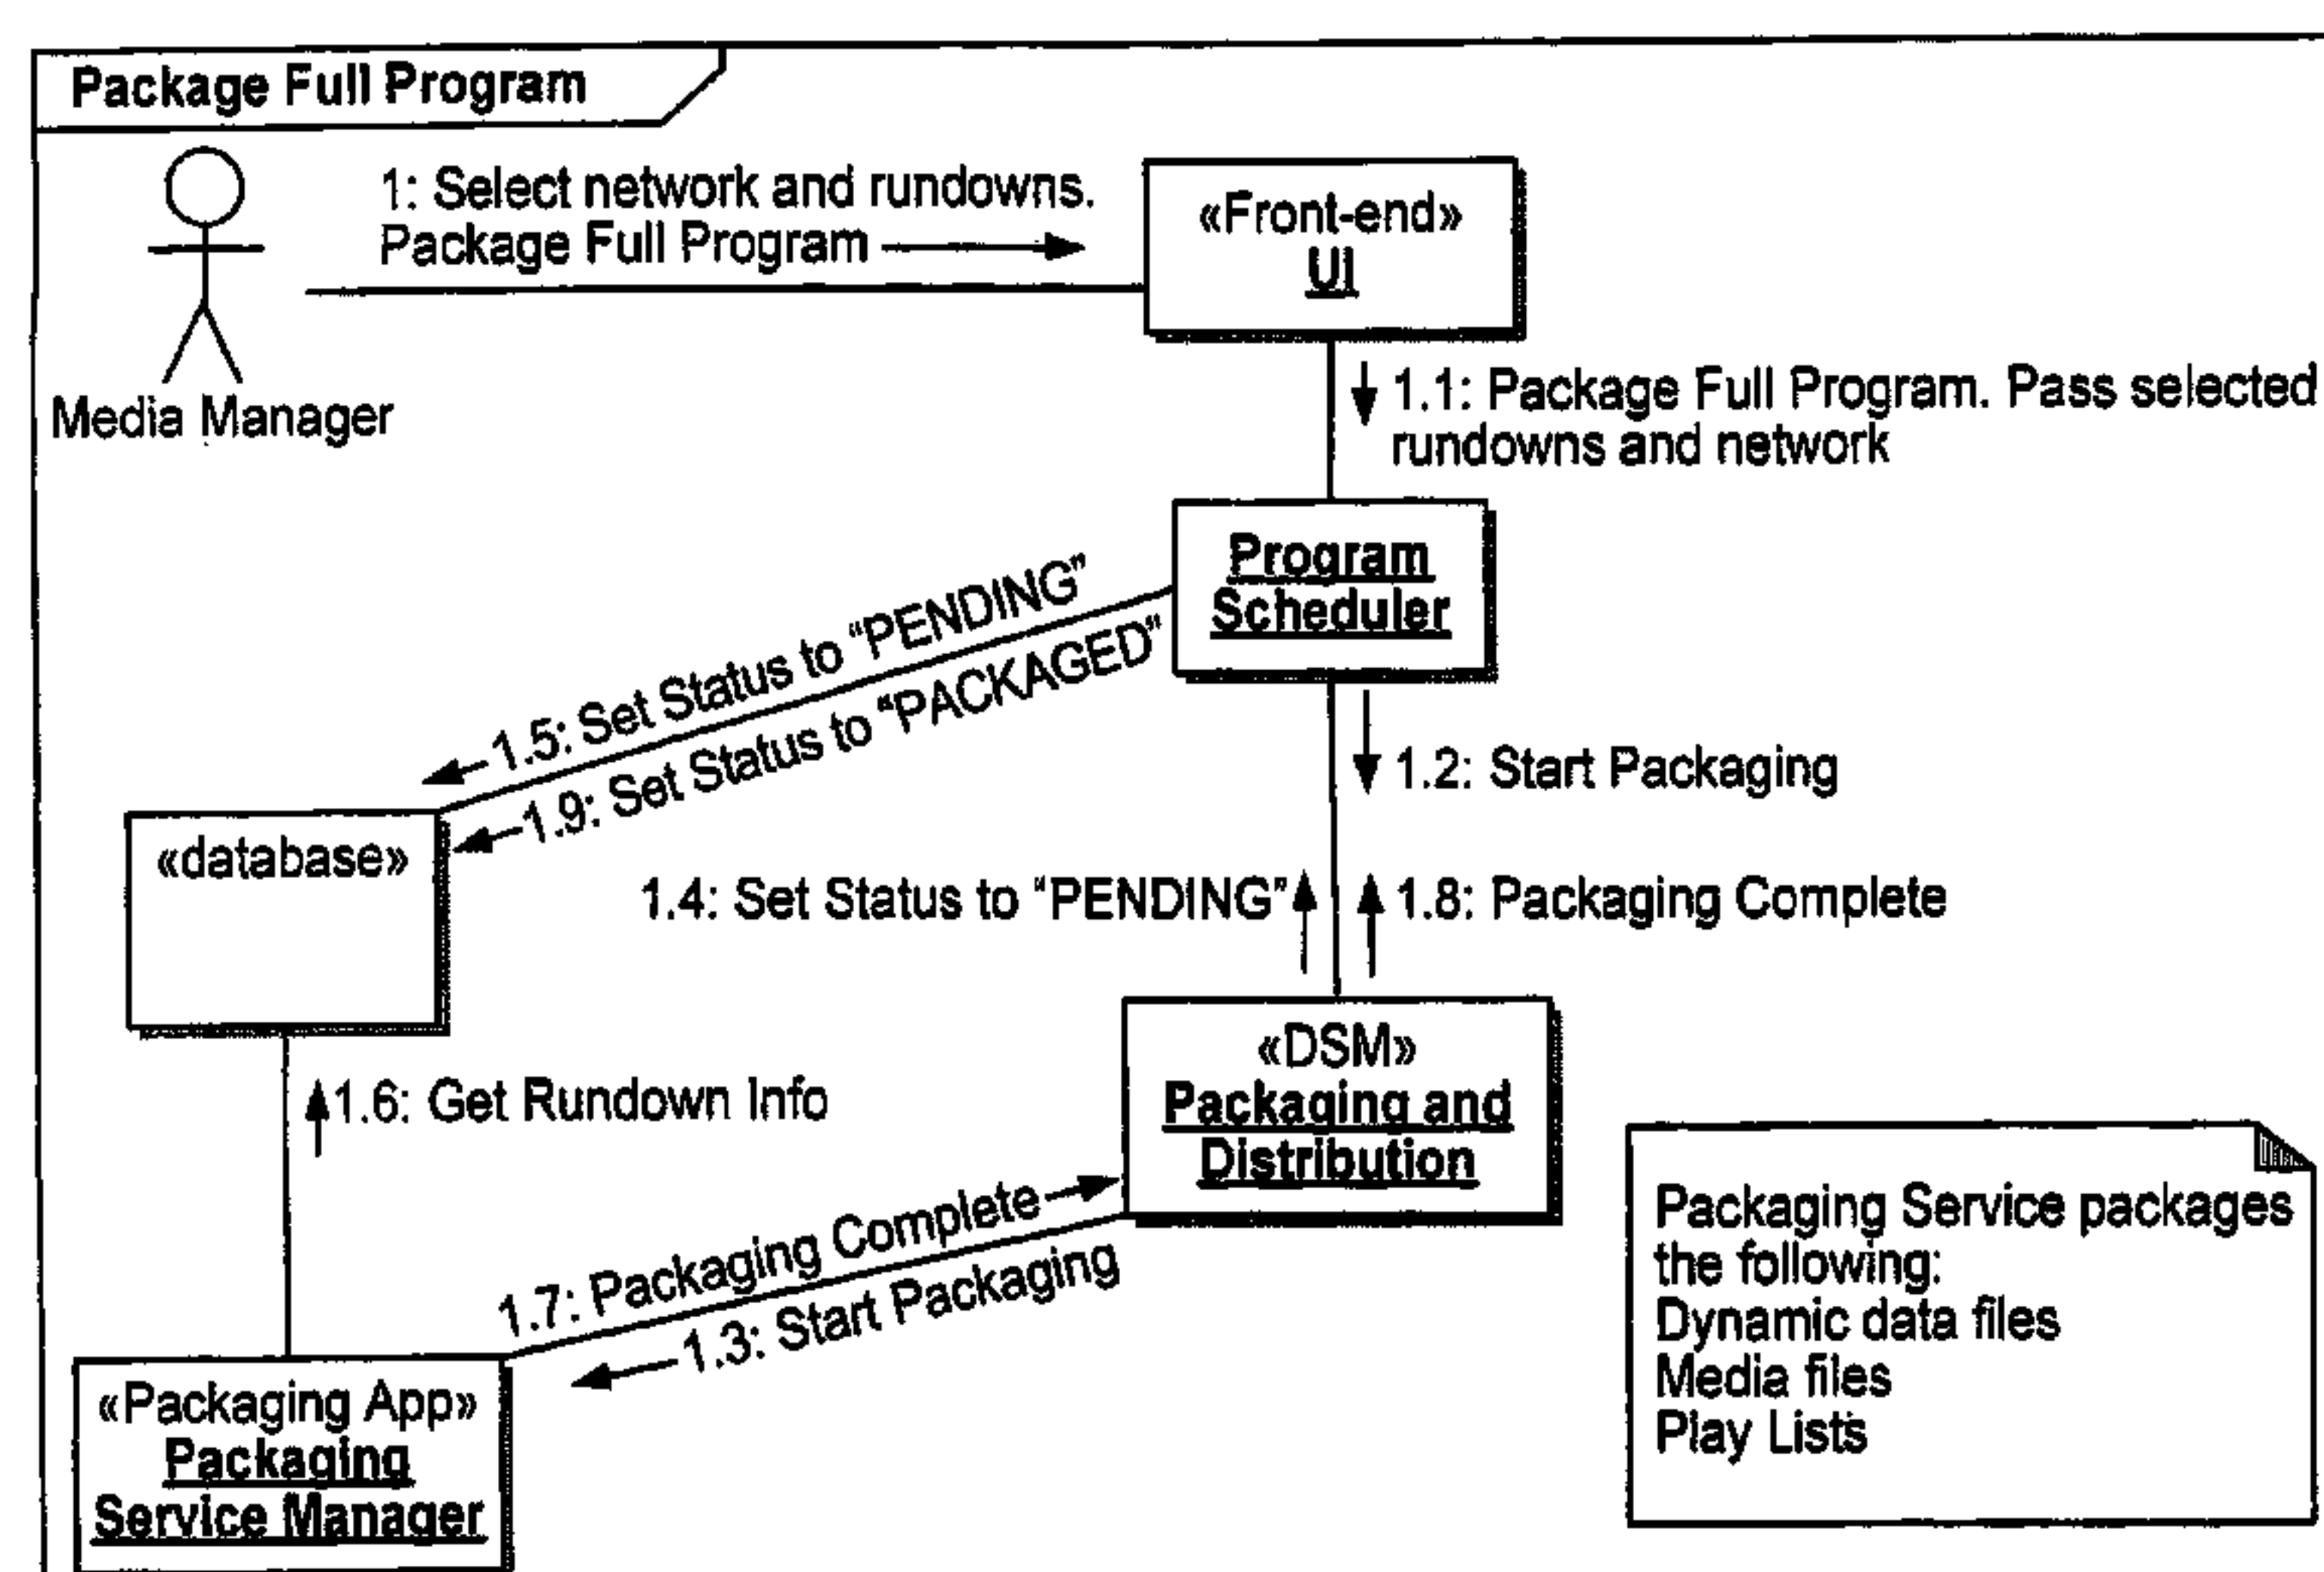 Package Full Program
1: Select network and rundowns.
Package Full Program
«Front-end»
UI
Media Manager
1.1: Package Full Program. Pass selected
rundowns and network
Program
Scheduler
1.5: Set Status to “PENDING”
1.9: Set Status to “PACKAGED”
1.2: Start Packaging
«database»
1.4: Set Status to “PENDING”
1.8: Packaging Complete
«DSM»
Packaging and
Distribution
1.6: Get Rundown Info
1.7: Packaging Complete
1.3: Start Packaging
Packaging Service packages
the following:
Dynamic data files
Media files
Play Lists
«Packaging App»
Packaging
Service Manager